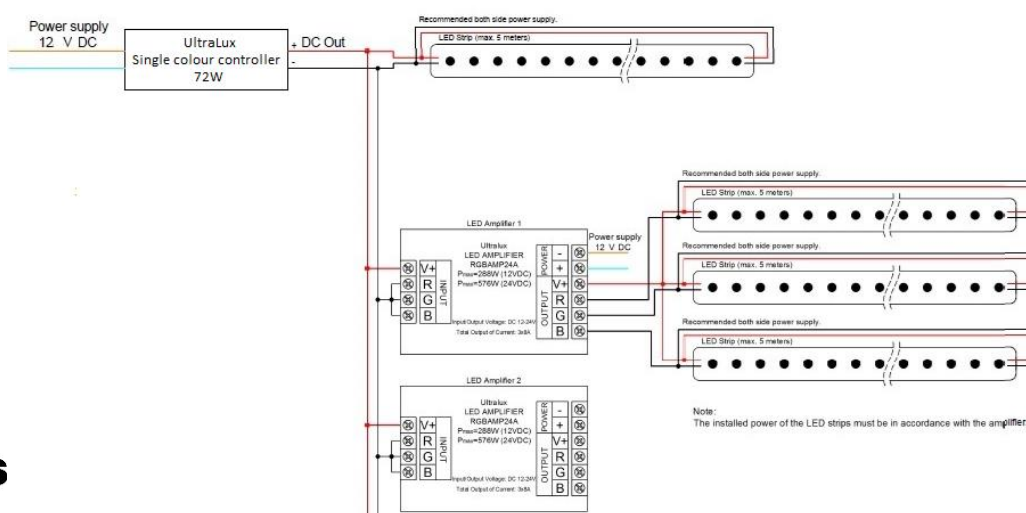 Power supply
12 V DC
UltraLux
Single colour controller
72W
+ DC Out
-
Recommended both side power supply.
LED Strip (max. 5 meters)
LED Amplifier 1
Ultralux
LED AMPLIFIER
RGBAMP24A
Pmax=288W (12VDC)
Pmax=576W (24VDC)
Input/Output Voltage: DC 12-24V
Total Output of Current: 3x8A
V+
R
G
B
INPUT
POWER
-
+
OUTPUT
V+
R
G
B
Power supply
12 V DC
Recommended both side power supply.
LED Strip (max. 5 meters)
Recommended both side power supply.
LED Strip (max. 5 meters)
Recommended both side power supply.
LED Strip (max. 5 meters)
Note:
The installed power of the LED strips must be in accordance with the amplifier
LED Amplifier 2
Ultralux
LED AMPLIFIER
RGBAMP24A
Pmax=288W (12VDC)
Pmax=576W (24VDC)
Input/Output Voltage: DC 12-24V
Total Output of Current: 3x8A
V+
R
G
B
INPUT
POWER
-
+
OUTPUT
V+
R
G
B
s